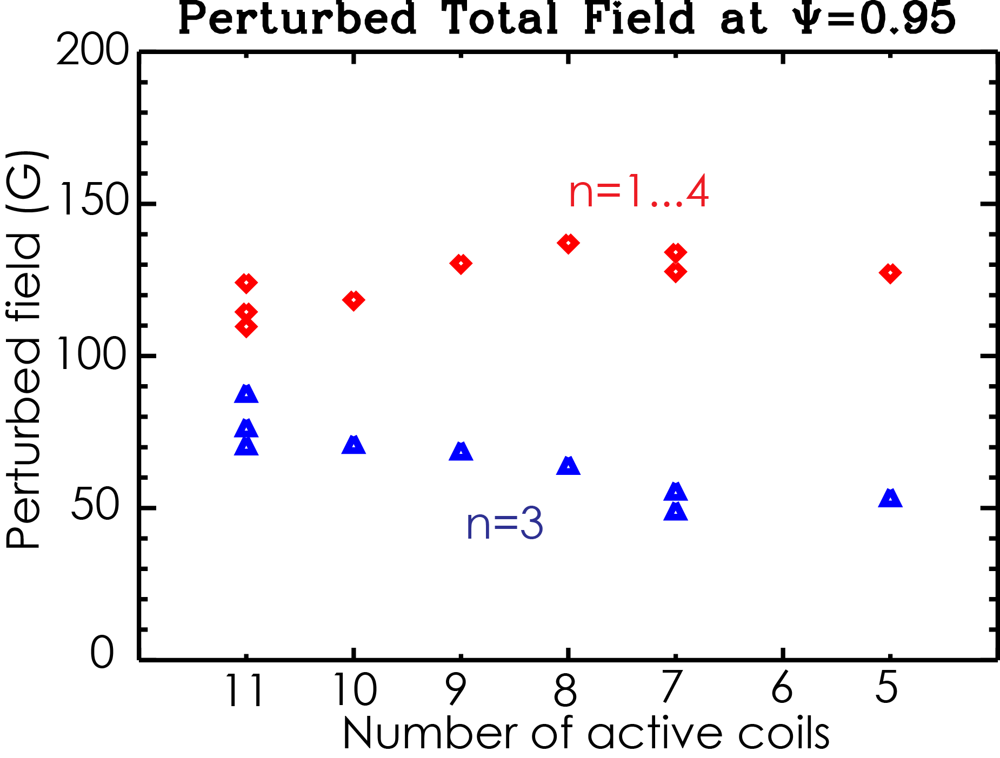 Perturbed Total Field at Ψ=0.95
Perturbed field (G)
200
150
100
50
0
n=1...4
n=3
11 10 9 8 7 6 5
Number of active coils